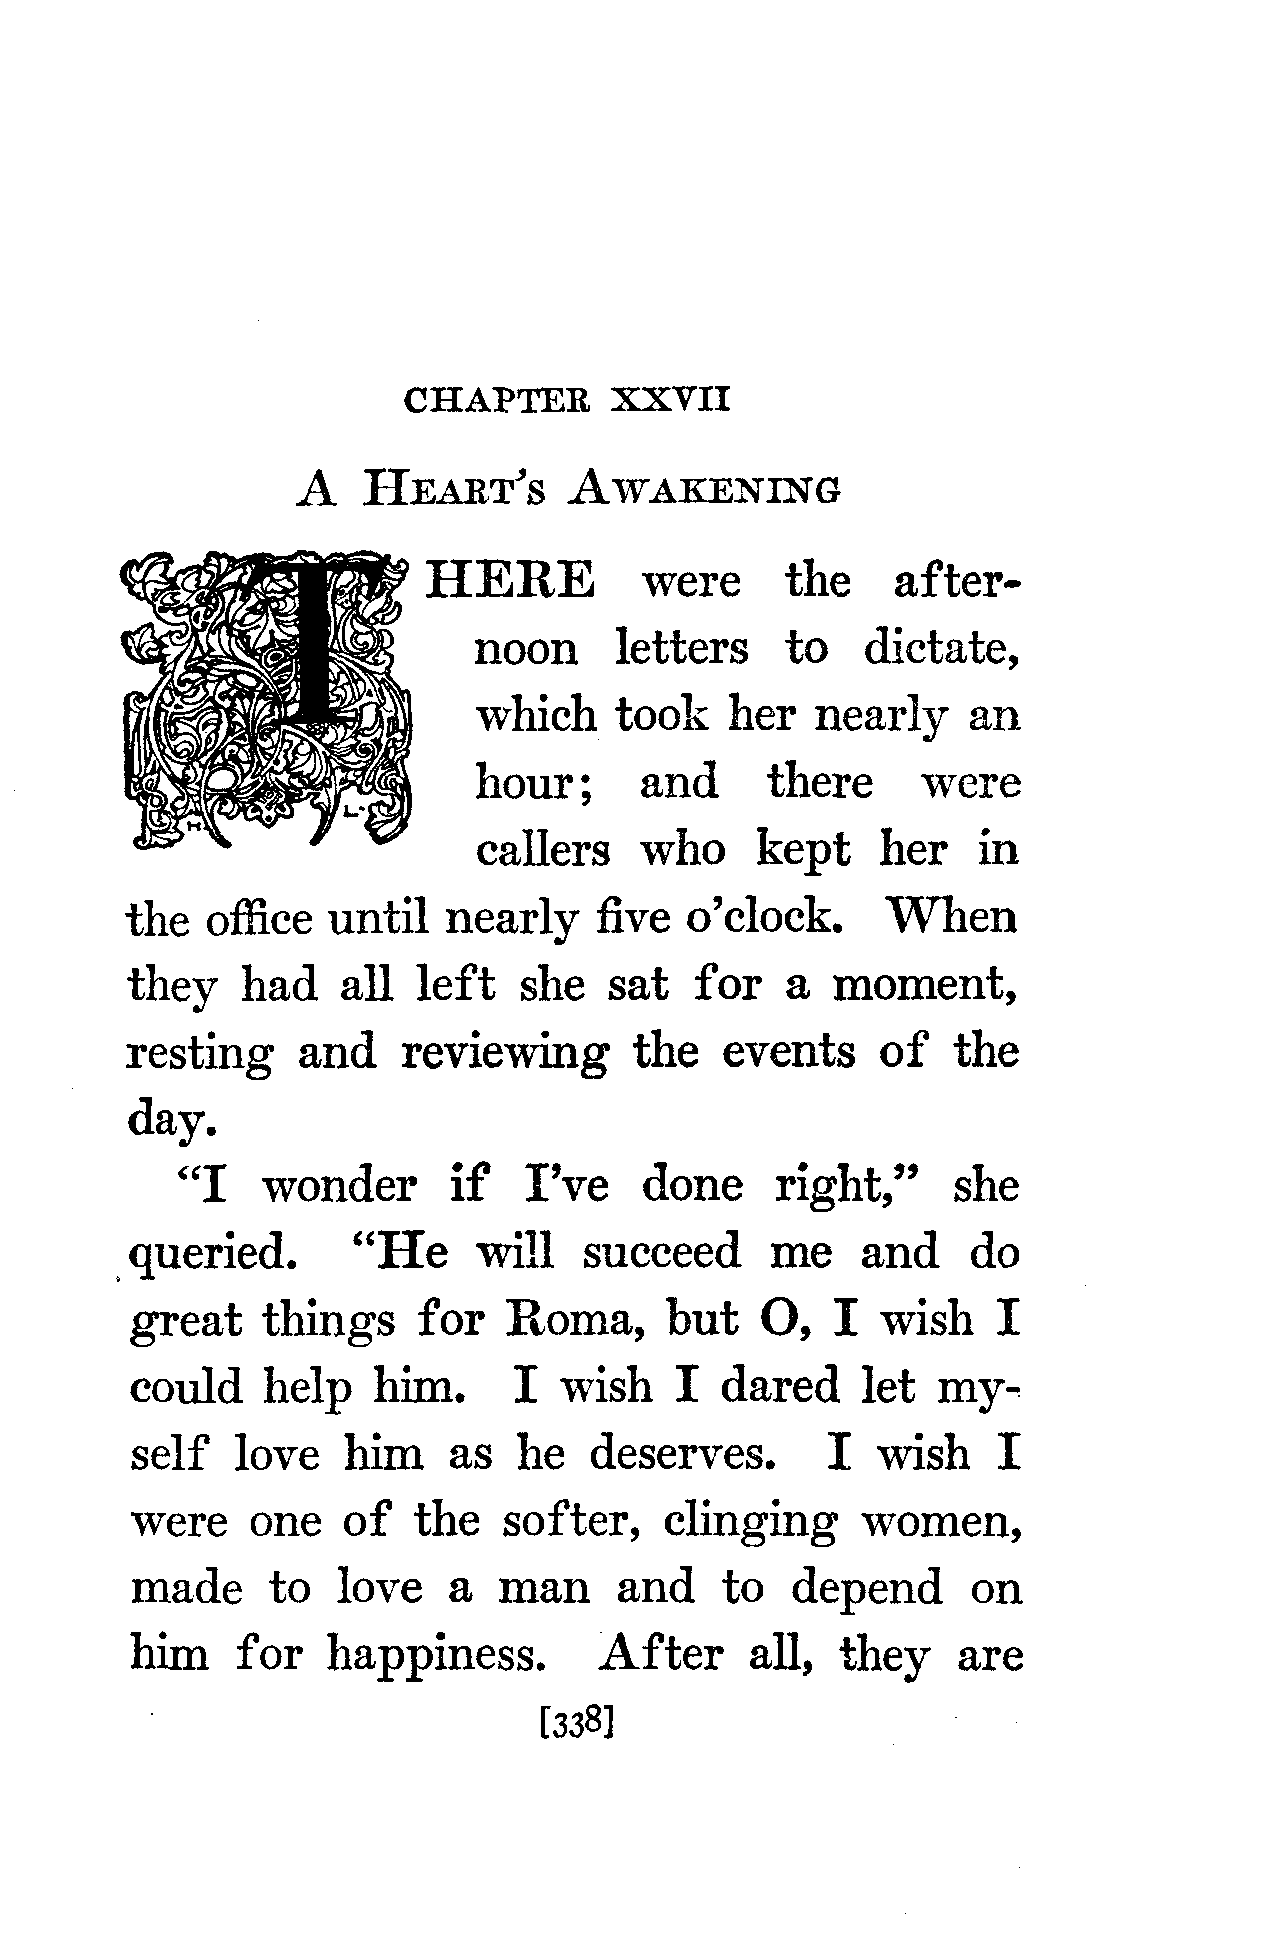 CHAPTER XXVII
A HEART'S AWAKENING
THERE were the after-
noon letters to dictate,
which took her nearly an
hour; and there were
callers who kept her in
the office until nearly five o'clock. When
they had all left she sat for a moment,
resting and reviewing the events of the
day.
"I wonder if I've done right," she
queried. "He will succeed me and do
great things for Roma, but O, I wish I
could help him. I wish I dared let my-
self love him as he deserves. I wish I
were one of the softer, clinging women,
made to love a man and to depend on
him for happiness. After all, they are
[338]